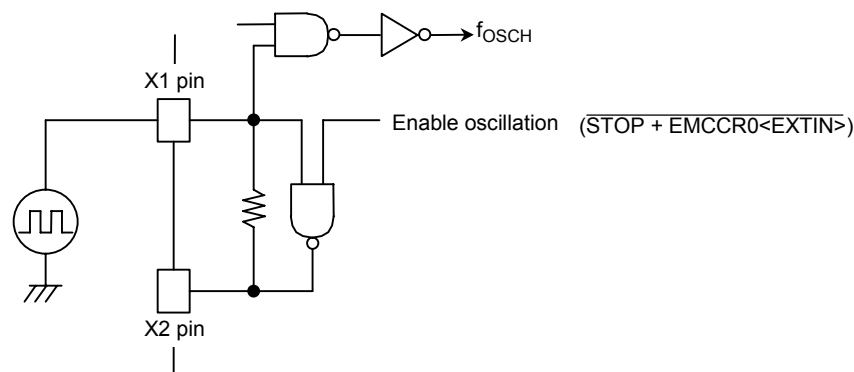 fOSCH
X1 pin
Enable oscillation (STOP + EMCCR0<EXTIN>)
X2 pin